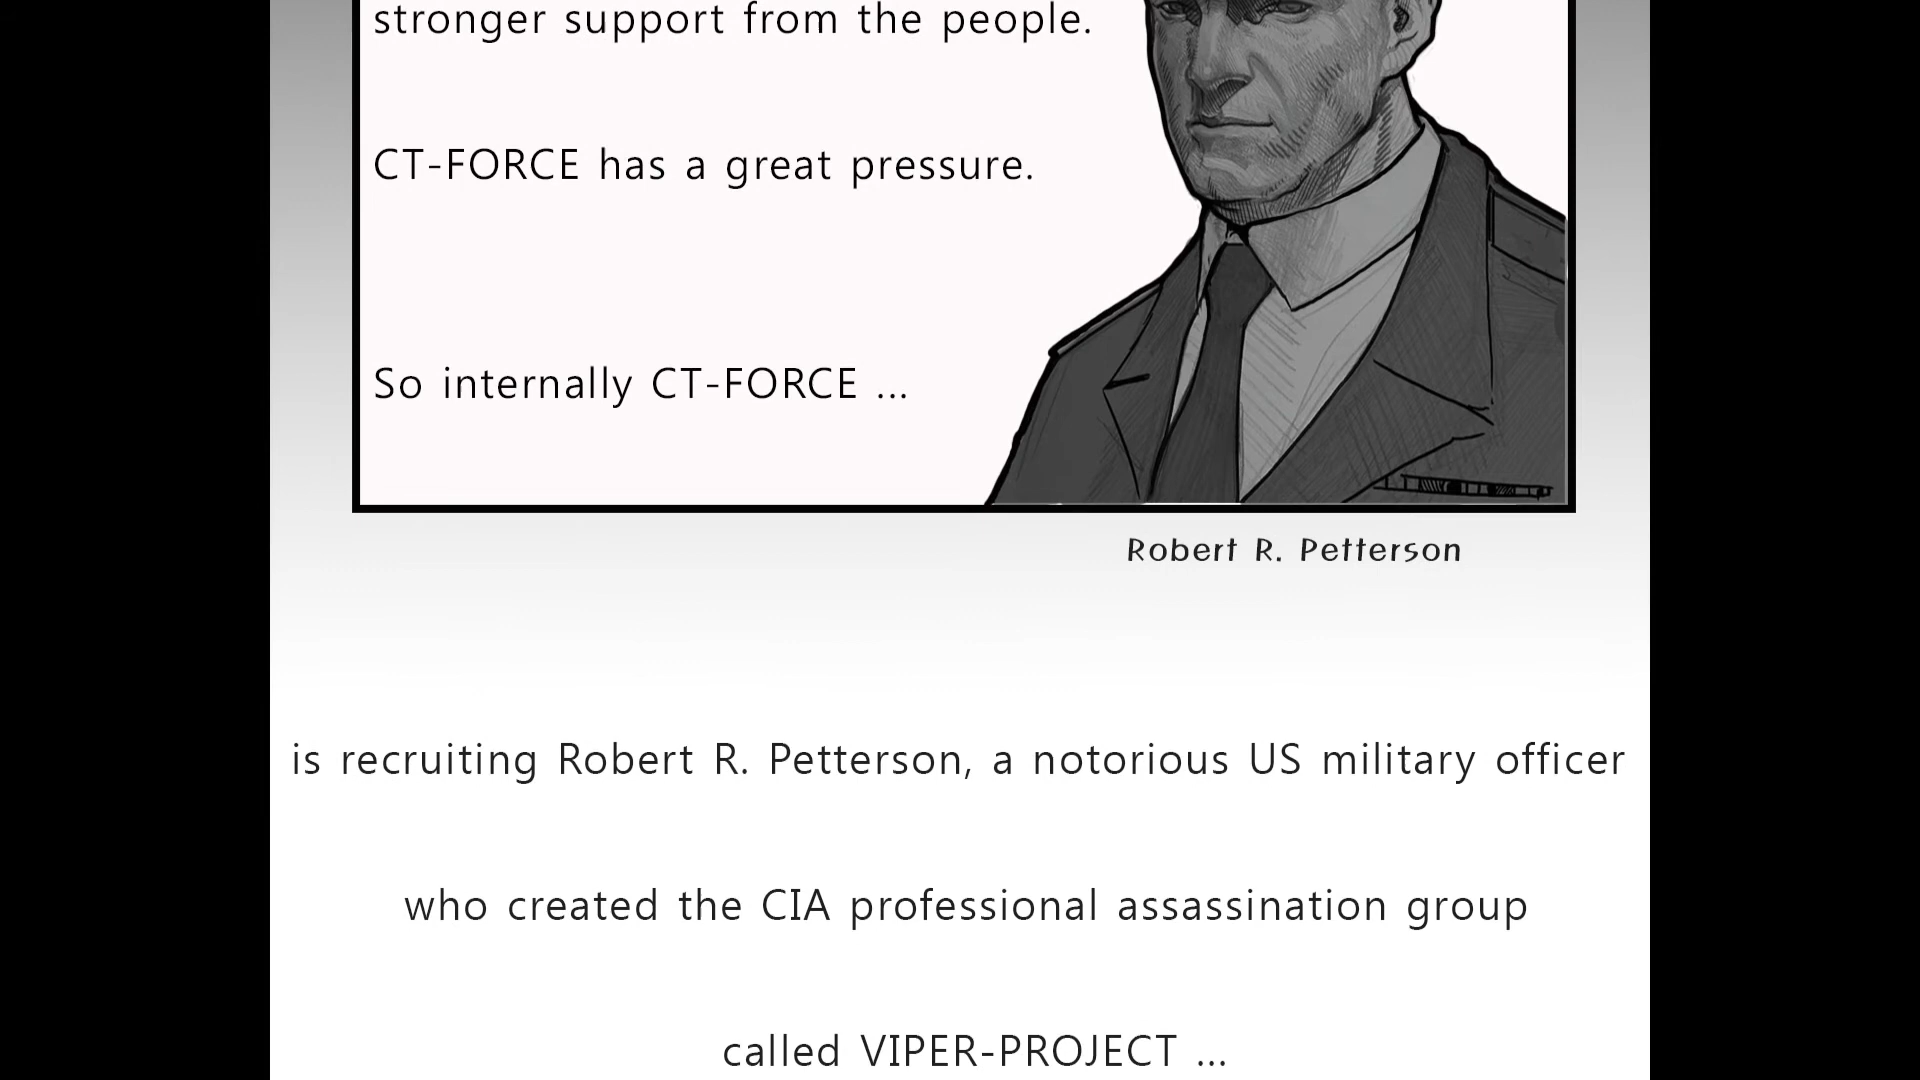 stronger support from the people.
CT-FORCE has a great pressure.
So internally CT-FORCE ...
Robert R. Petterson
is recruiting Robert R. Petterson, a notorious US military officer
who created the CIA professional assassination group
called VIPER-PROJECT ...